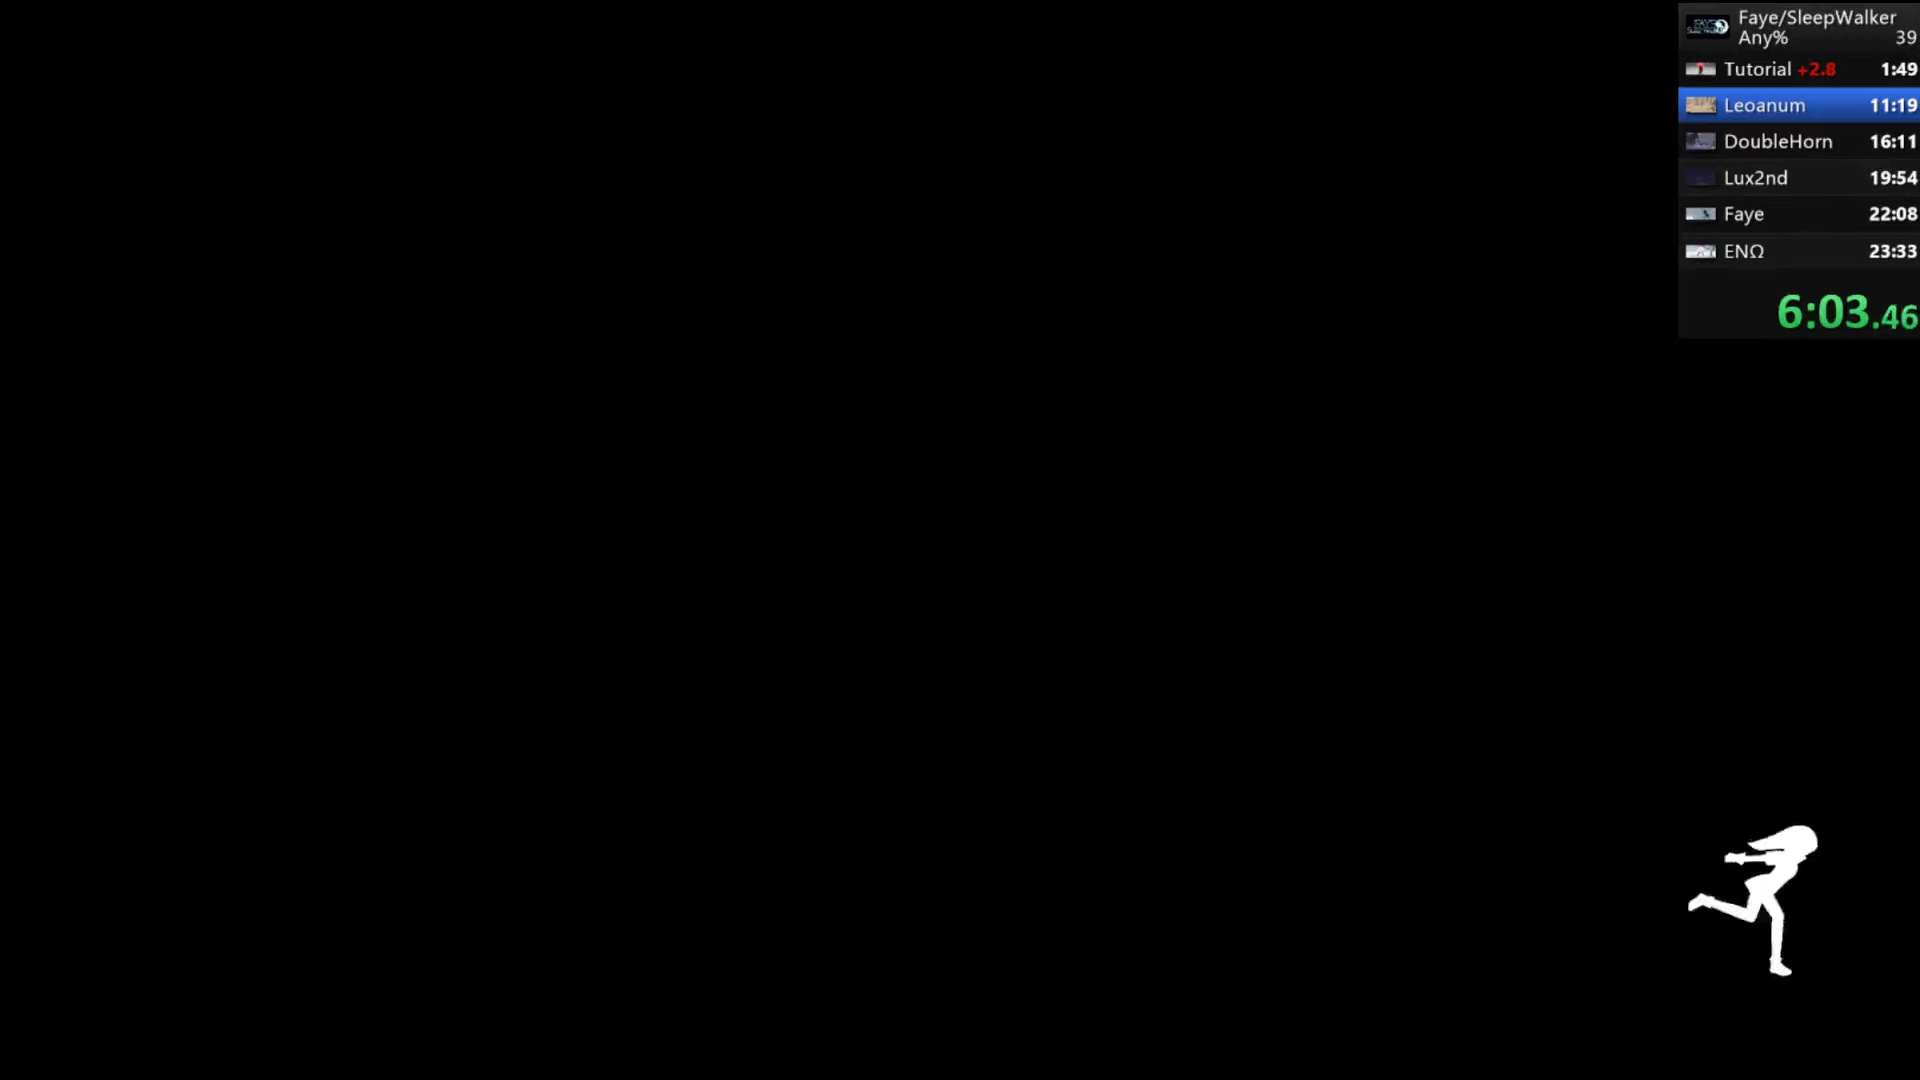 Faye/SleepWalker
Any% 39
Tutorial +2.8 1:49
Leoanum 11:19
DoubleHorn 16:11
Lux2nd 19:54
Faye 22:08
ENΩ 23:33
6:03.46